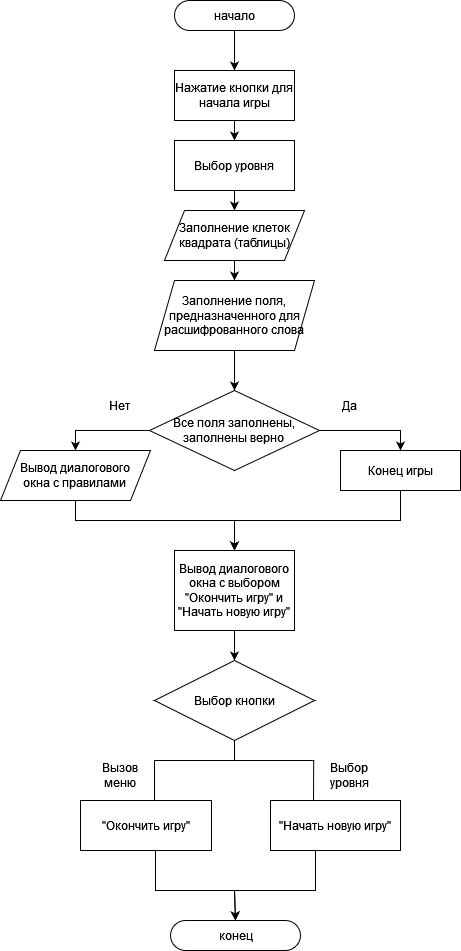 начало
Нажатие кнопки для
начала игры
Выбор уровня
Заполнение клеток
квадрата (таблицы)
Заполнение поля,
предназначенного для
расшифрованного слова
Нет
Да
Все поля заполнены,
заполнены верно
Вывод диалогового
окна с правилами
Конец игры
Вывод диалогового
окна с выбором
"Окончить игру" и
"Начать новую игру"
Выбор кнопки
Вызов
меню
Выбор
уровня
"Окончить игру"
"Начать новую игру"
конец